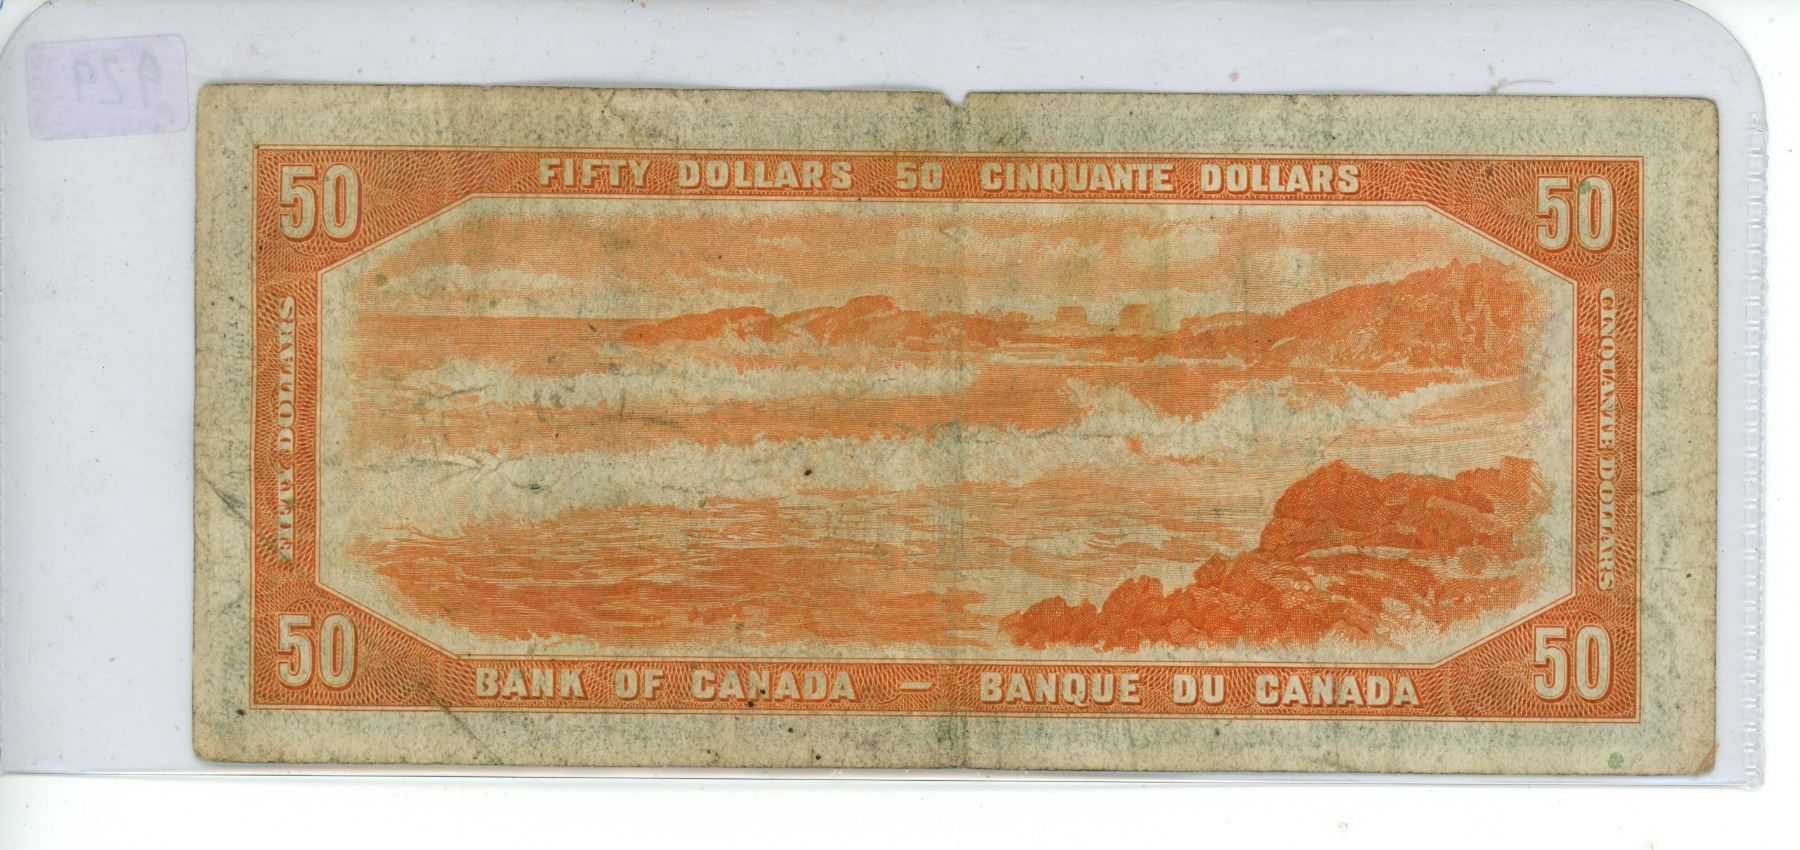 929
50 FIFTY DOLLARS 50 CINQUANTE DOLLARS 50
FIFTY DOLLARS
CINQUANTE DOLLARS
50 BANK OF CANADA — BANQUE DU CANADA 50